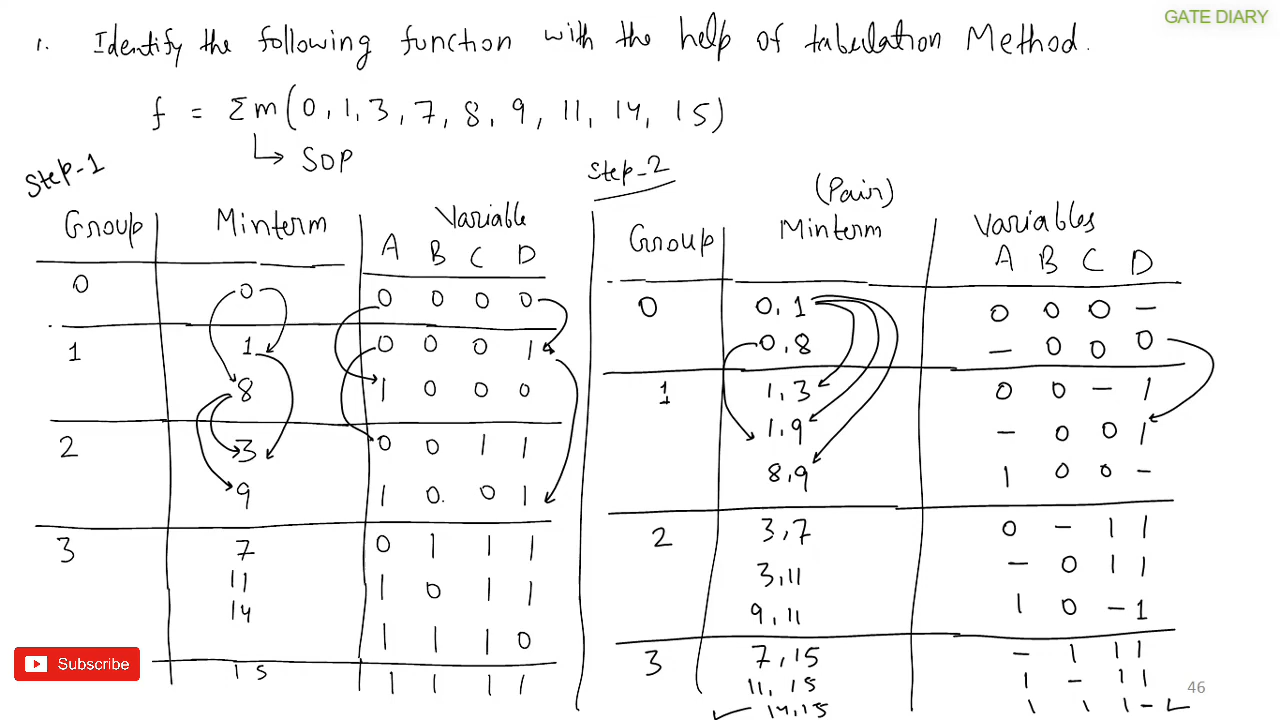 GATE DIARY
1. Identify the following function with the help of tabulation Method.
f = Σm(0, 1, 3, 7, 8, 9, 11, 14, 15)
↳ SOP
Step-1
Group Minterm Variable
A B C D
0 0 0 0 0 0
1 1 0 0 0 1
8 1 0 0 0
2 3 0 0 1 1
9 1 0 0 1
3 7 0 1 1 1
11 1 0 1 1
14 1 1 1 0
15 1 1 1 1
Step-2
(Pair)
Group Minterm Variables
A B C D
0 0,1 0 0 0 -
0,8 - 0 0 0
1 1,3 0 0 - 1
1,9 - 0 0 1
8,9 1 0 0 -
2 3,7 0 - 1 1
3,11 - 0 1 1
9,11 1 0 - 1
3 7,15 - 1 1 1
11,15 1 - 1 1
✓ 14,15 1 1 1 - ✓
Subscribe
46